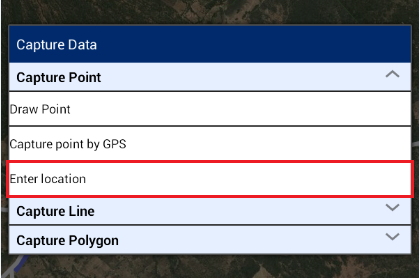 Capture Data
Capture Point
Draw Point
Capture point by GPS
Enter location
Capture Line
Capture Polygon